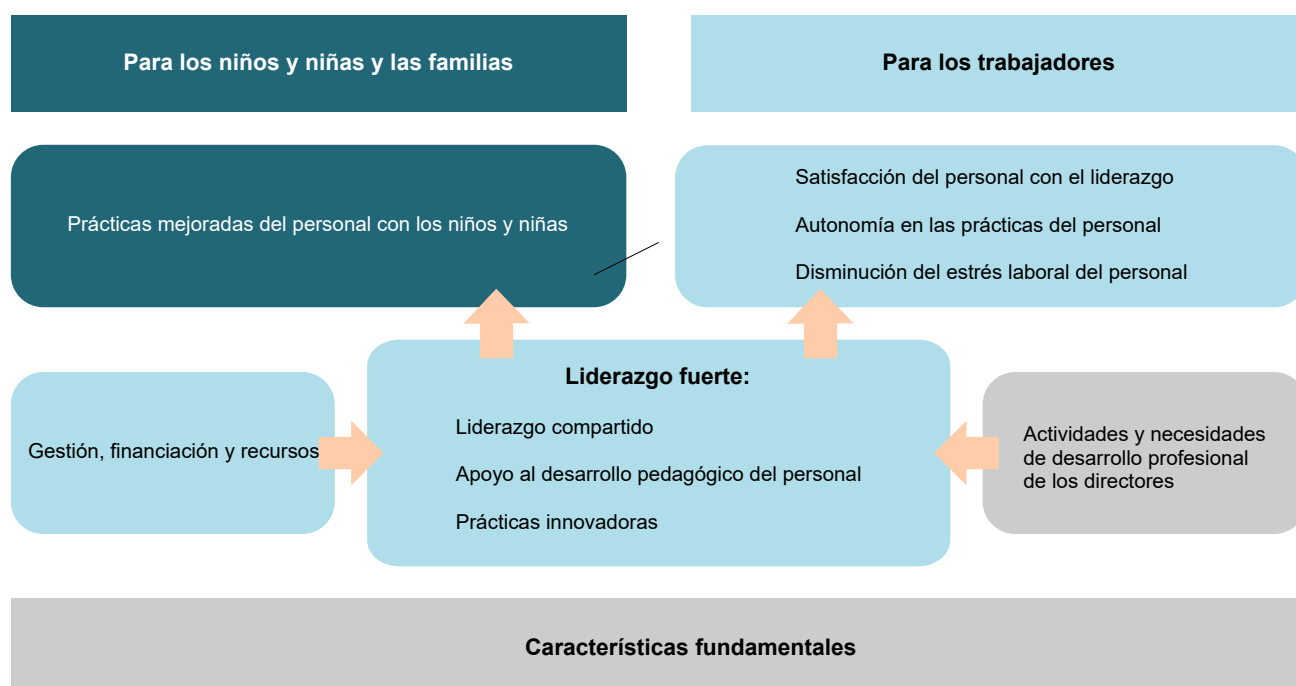 Para los niños y niñas y las familias
Para los trabajadores
Prácticas mejoradas del personal con los niños y niñas
Satisfacción del personal con el liderazgo
Autonomía en las prácticas del personal
Disminución del estrés laboral del personal
Liderazgo fuerte:
Liderazgo compartido
Apoyo al desarrollo pedagógico del personal
Prácticas innovadoras
Gestión, financiación y recursos
Actividades y necesidades
de desarrollo profesional
de los directores
Características fundamentales